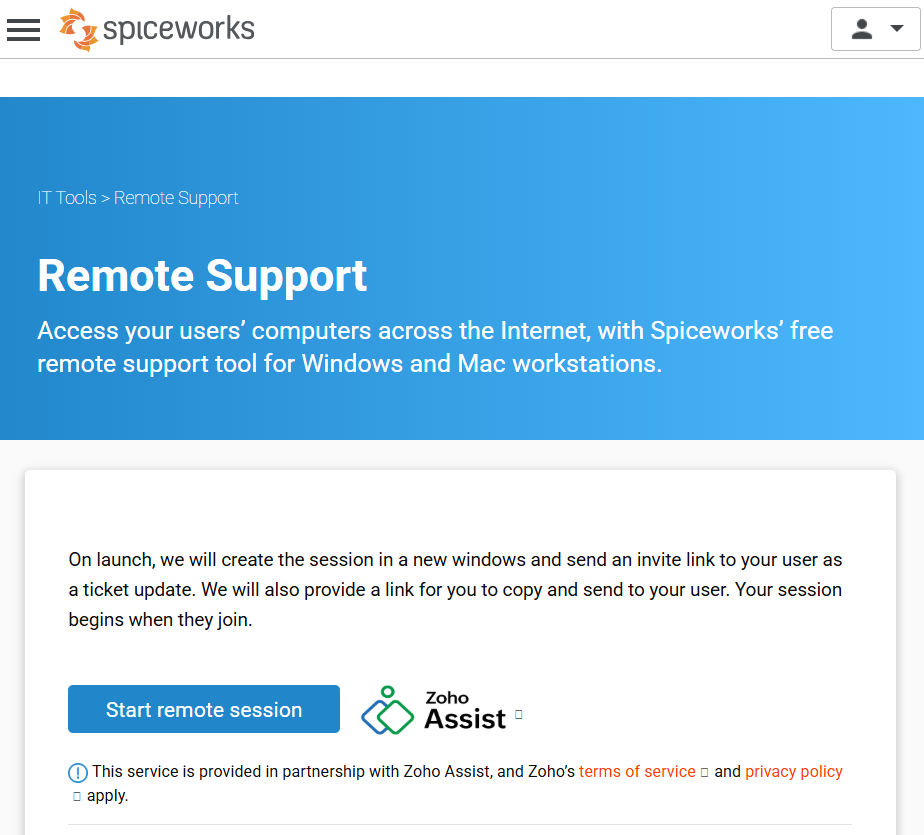 spiceworks
IT Tools > Remote Support
Remote Support
Access your users’ computers across the Internet, with Spiceworks’ free
remote support tool for Windows and Mac workstations.
On launch, we will create the session in a new windows and send an invite link to your user as
a ticket update. We will also provide a link for you to copy and send to your user. Your session
begins when they join.
Start remote session
Zoho
Assist
This service is provided in partnership with Zoho Assist, and Zoho’s terms of service and privacy policy
apply.